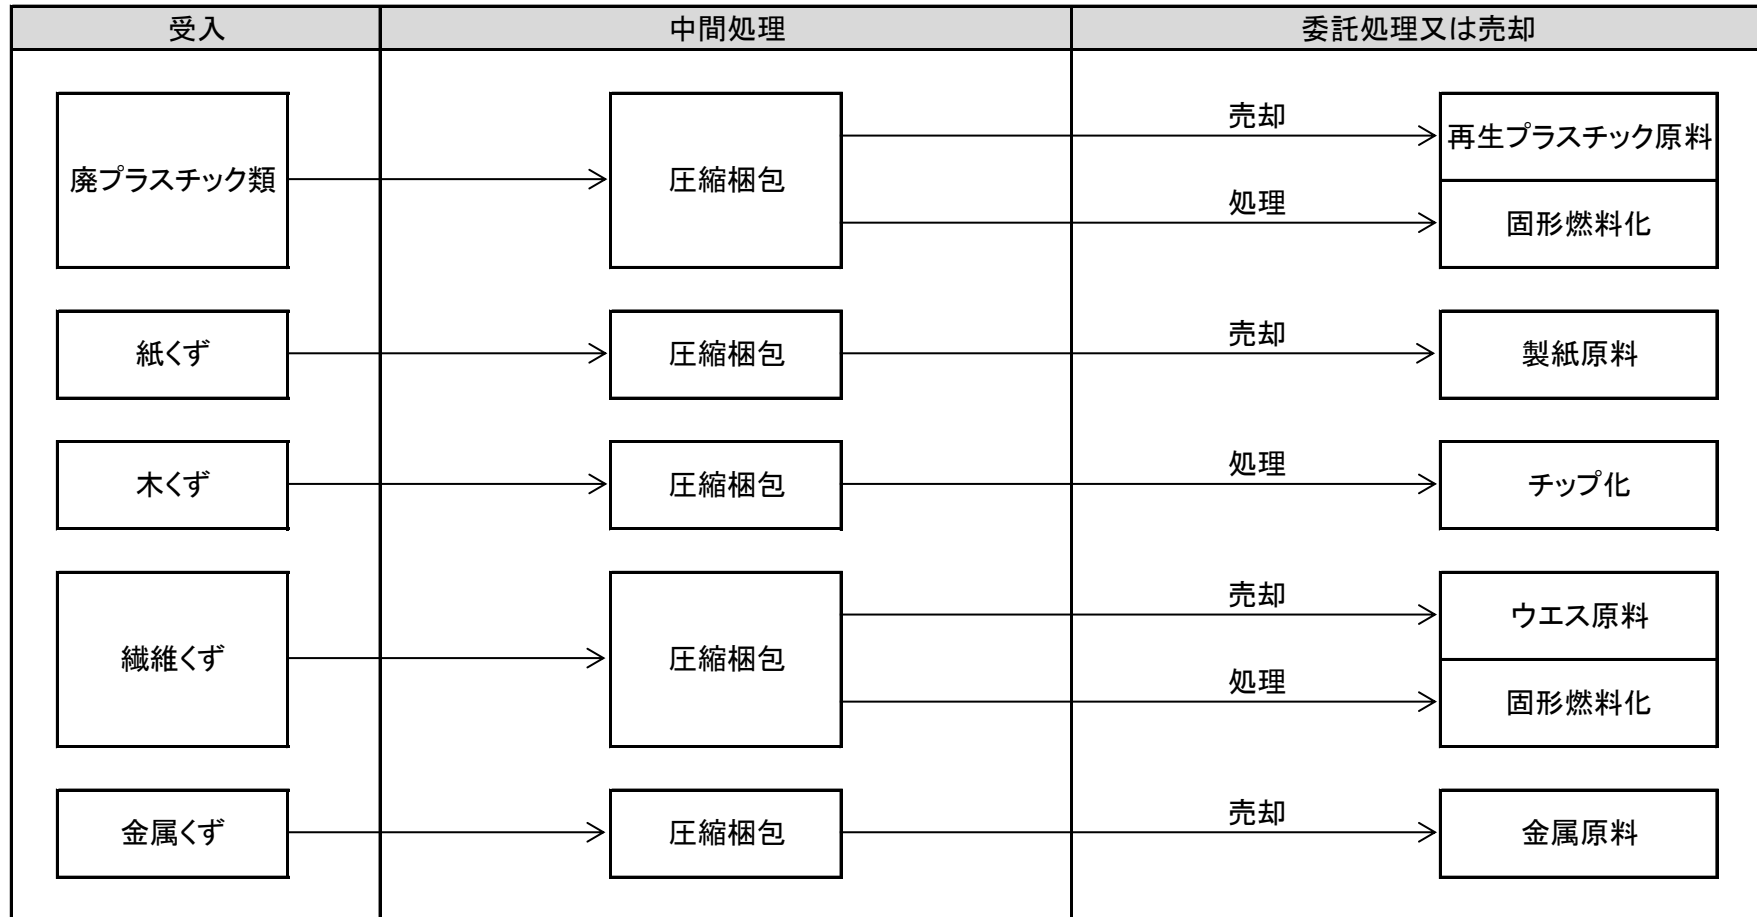 受入
中間処理
委託処理又は売却
廃プラスチック類
圧縮梱包
売却
再生プラスチック原料
処理
固形燃料化
紙くず
圧縮梱包
売却
製紙原料
木くず
圧縮梱包
処理
チップ化
繊維くず
圧縮梱包
売却
ウエス原料
処理
固形燃料化
金属くず
圧縮梱包
売却
金属原料